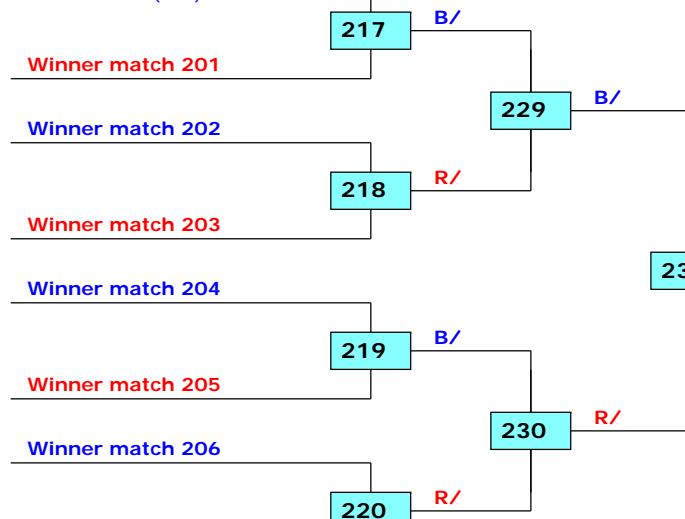 217
B/
Winner match 201
229
B/
Winner match 202
218
R/
Winner match 203
Winner match 204
219
B/
Winner match 205
230
R/
Winner match 206
220
R/